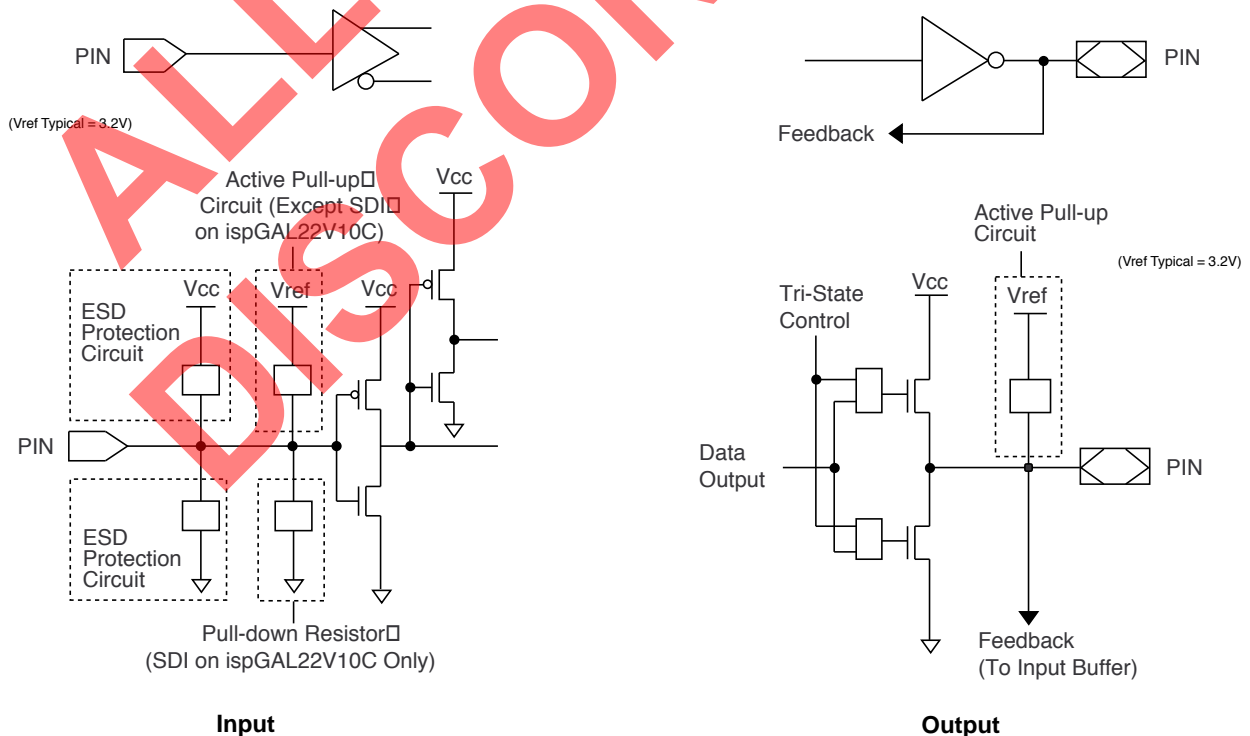 PIN
(Vref Typical = 3.2V)
Active Pull-up□
Circuit (Except SDI□
on ispGAL22V10C)
Vcc
ESD
Protection
Circuit
Vcc
Vref
Vcc
PIN
ESD
Protection
Circuit
Pull-down Resistor□
(SDI on ispGAL22V10C Only)
Input
PIN
Feedback
Active Pull-up
Circuit
(Vref Typical = 3.2V)
Tri-State
Control
Vcc
Vref
Data
Output
PIN
Feedback
(To Input Buffer)
Output
ALL
DISCON